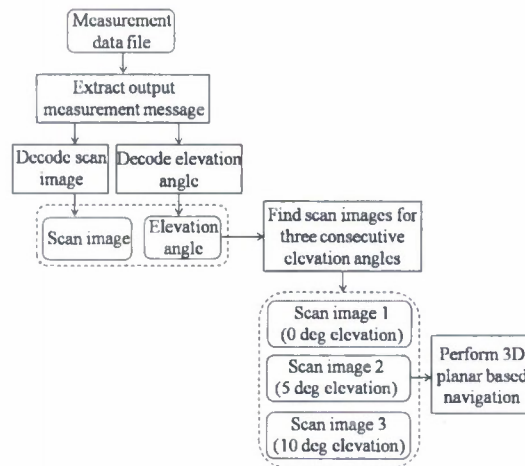 Measurement
data file
Extract output
measurement message
Decode scan
image
Decode elevation
angle
Scan image
Elevation
angle
Find scan images for
three consecutive
elevation angles
Scan image 1
(0 deg elevation)
Scan image 2
(5 deg elevation)
Scan image 3
(10 deg elevation)
Perform 3D
planar based
navigation